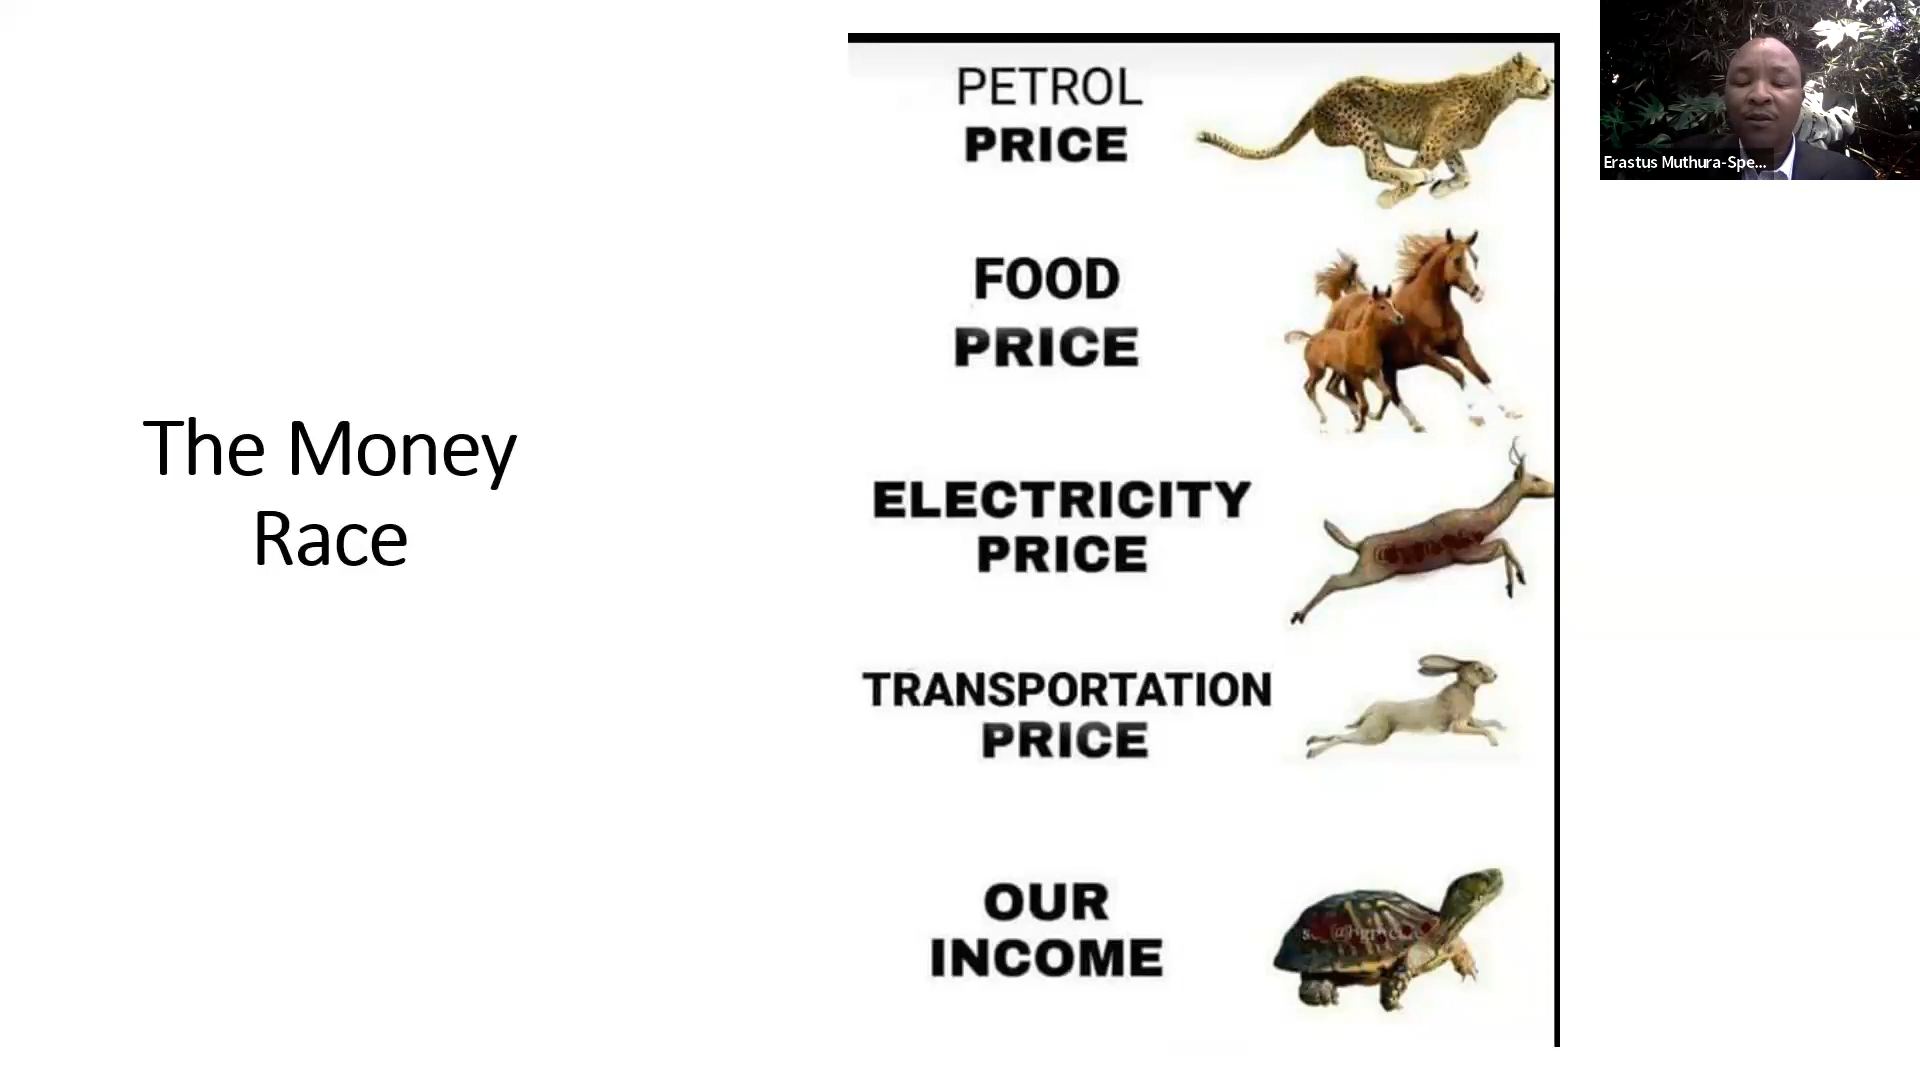 The Money
Race
PETROL
PRICE
FOOD
PRICE
ELECTRICITY
PRICE
TRANSPORTATION
PRICE
OUR
INCOME
Erastus Muthura-Spe...